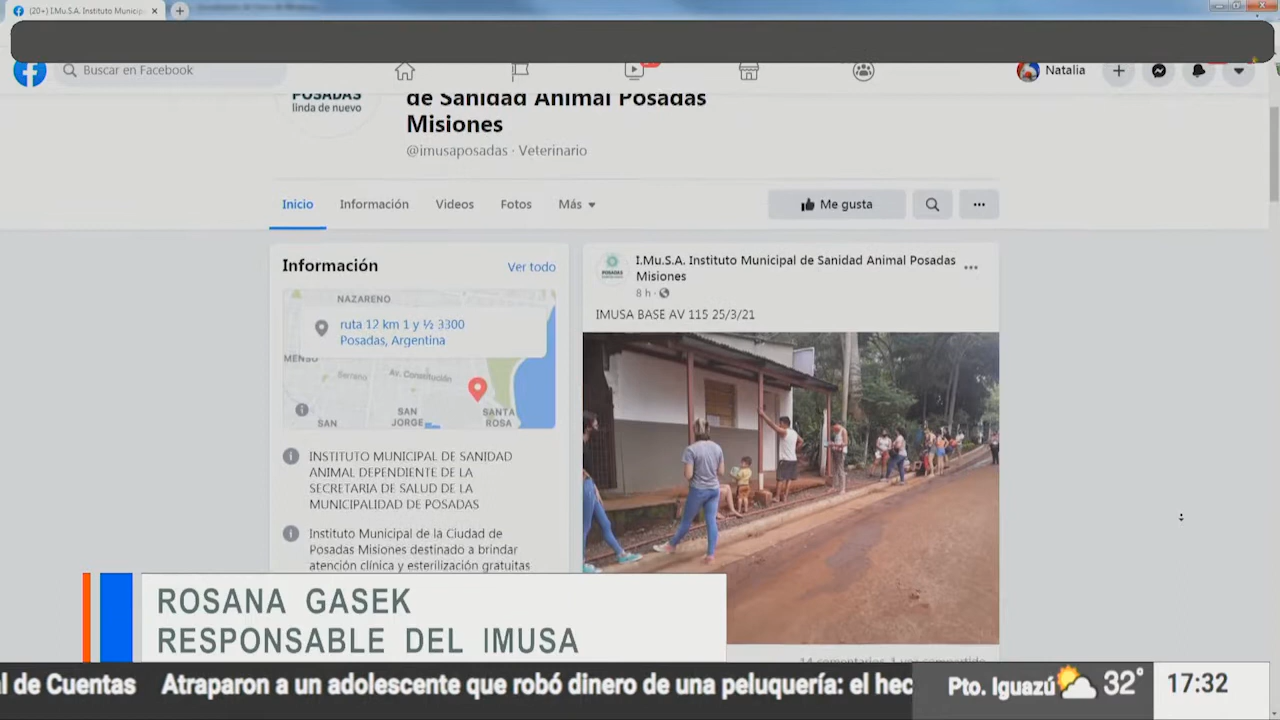 (20+) I.Mu.S.A. Instituto Municip
Buscar en Facebook
Natalia
POSADAS
linda de nuevo
de Sanidad Animal Posadas
Misiones
@imusaposadas · Veterinario
Inicio
Información
Videos
Fotos
Más
Me gusta
Información
Ver todo
NAZARENO
ruta 12 km 1 y ½ 3300
Posadas, Argentina
Av. Constitución
SAN
JORGE
SANTA
ROSA
SAN
INSTITUTO MUNICIPAL DE SANIDAD
ANIMAL DEPENDIENTE DE LA
SECRETARIA DE SALUD DE LA
MUNICIPALIDAD DE POSADAS
Instituto Municipal de la Ciudad de
Posadas Misiones destinado a brindar
atención clínica y esterilización gratuitas
I.Mu.S.A. Instituto Municipal de Sanidad Animal Posadas
Misiones
8 h ·
IMUSA BASE AV 115 25/3/21
ROSANA GASEK
RESPONSABLE DEL IMUSA
l de Cuentas Atraparon a un adolescente que robó dinero de una peluquería: el hec
Pto. Iguazú 32° 17:32